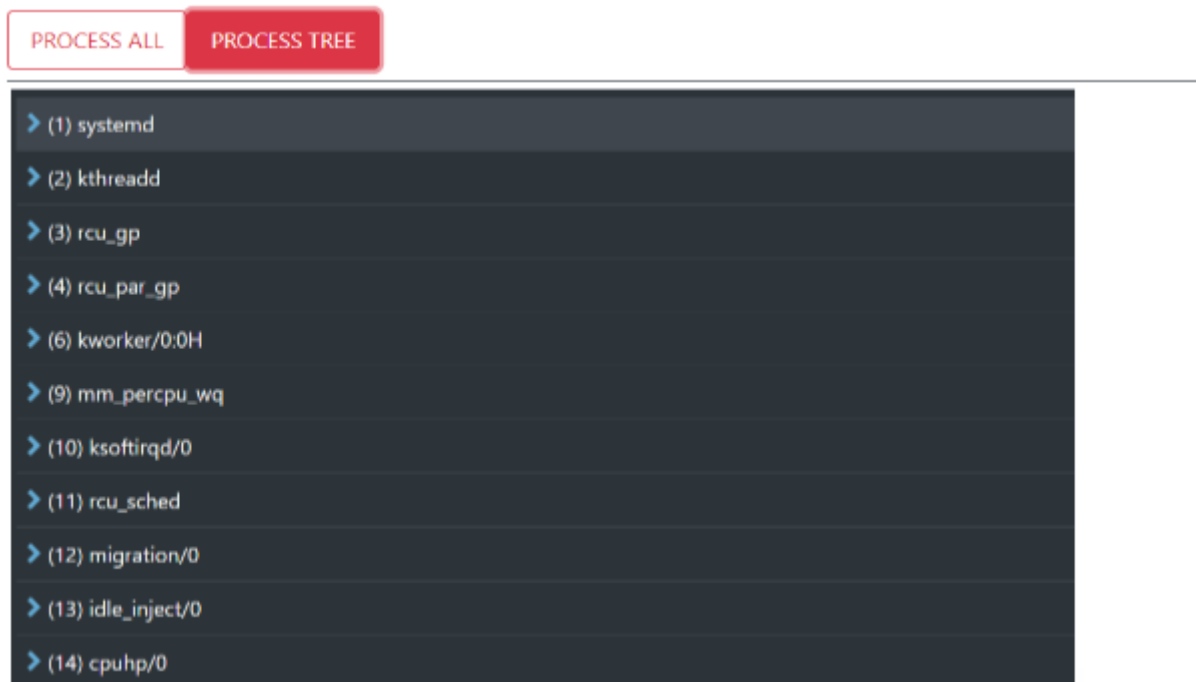 PROCESS ALL PROCESS TREE
(1) systemd
(2) kthreadd
(3) rcu_gp
(4) rcu_par_gp
(6) kworker/0:0H
(9) mm_percpu_wq
(10) ksoftirqd/0
(11) rcu_sched
(12) migration/0
(13) idle_inject/0
(14) cpuhp/0